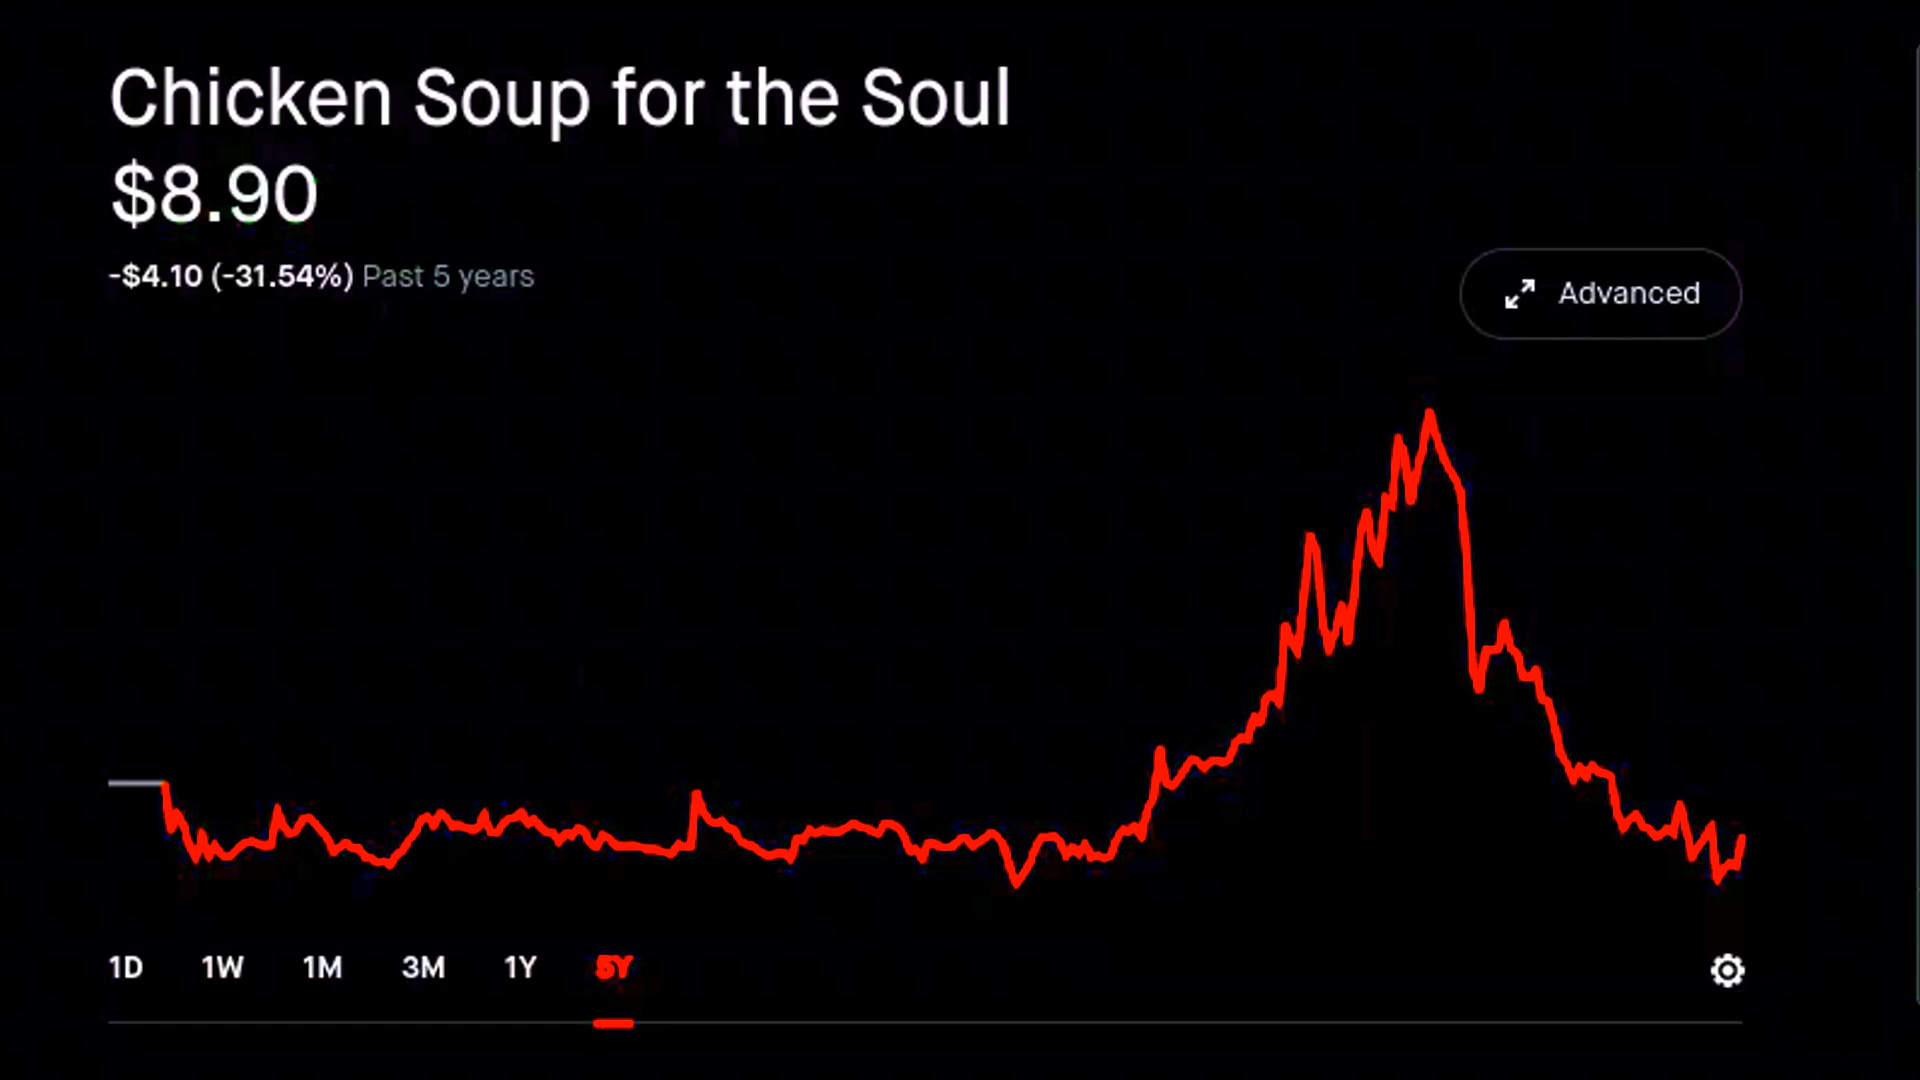 Chicken Soup for the Soul
$8.90
-$4.10 (-31.54%) Past 5 years
Advanced
1D 1W 1M 3M 1Y 5Y